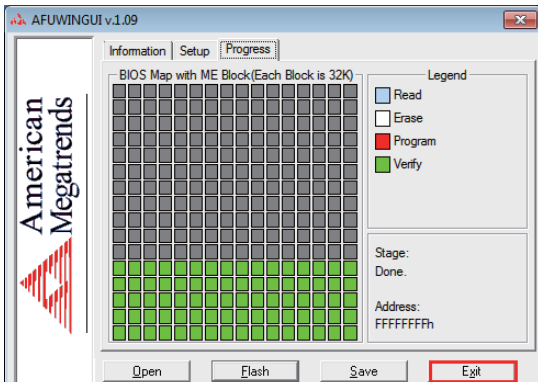 AFUWINGUI v.1.09
American
Megatrends
Information
Setup
Progress
BIOS Map with ME Block(Each Block is 32K)
Legend
Read
Erase
Program
Verify
Stage:
Done.
Address:
FFFFFFFFh
Open
Flash
Save
Exit